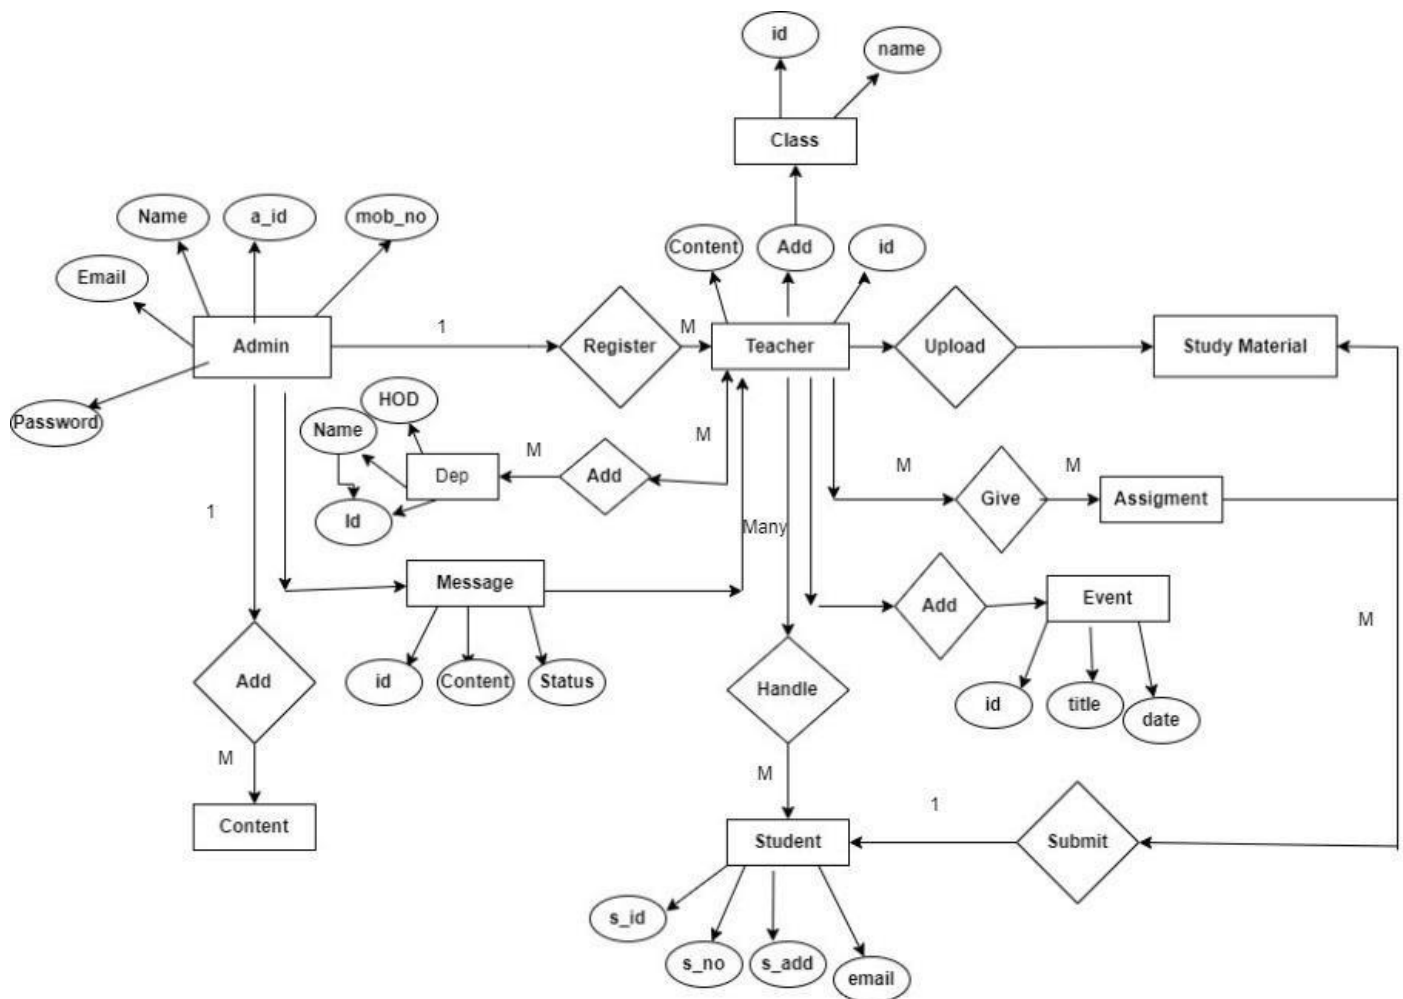 id
name
Class
Name
a_id
mob_no
Content
Add
id
Email
1
M
Admin
Register
Teacher
Upload
Study Material
HOD
Password
Name
M
M
Add
Dep
M
M
Give
Assigment
1
Id
Many
Message
Add
Event
M
Add
id
Content
Status
Handle
id
title
date
M
M
Content
1
Student
Submit
s_id
s_no
s_add
email